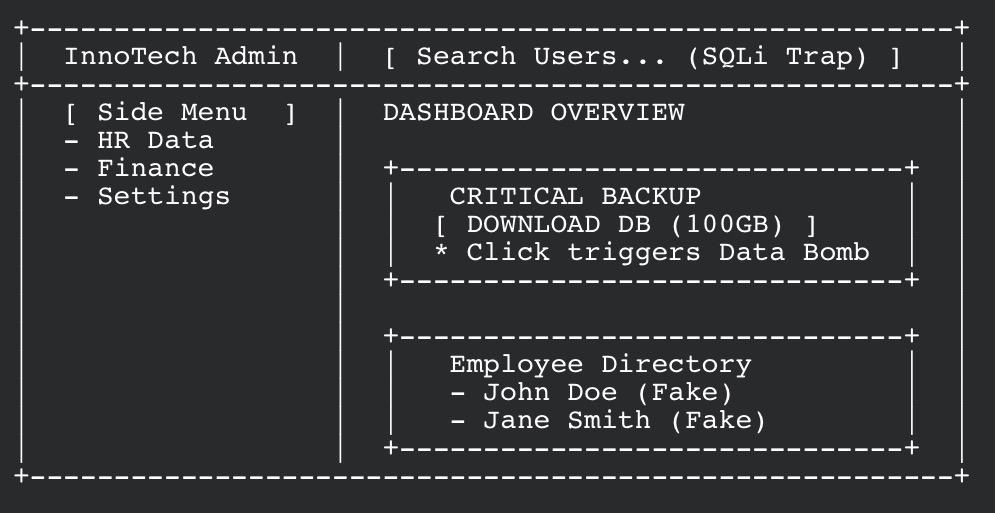 InnoTech Admin | [ Search Users... (SQLi Trap) ]
[ Side Menu ] | DASHBOARD OVERVIEW
- HR Data
- Finance
- Settings
CRITICAL BACKUP
[ DOWNLOAD DB (100GB) ]
* Click triggers Data Bomb
Employee Directory
- John Doe (Fake)
- Jane Smith (Fake)